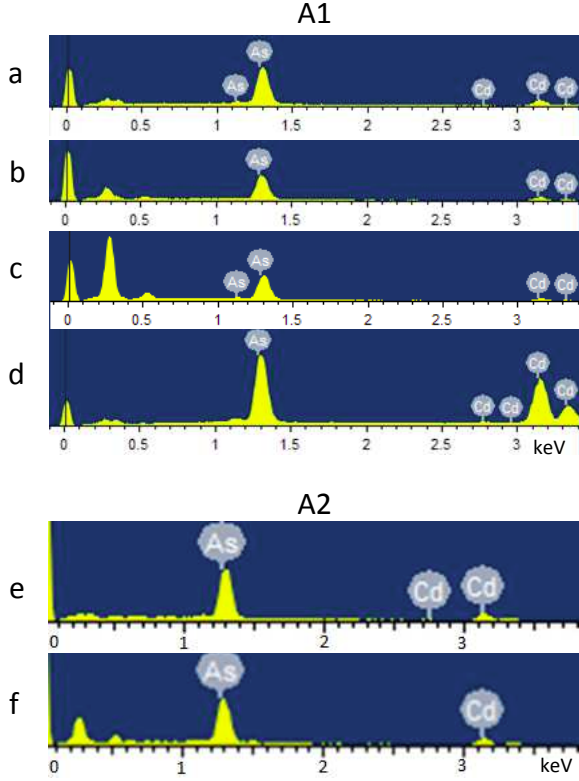 A1
a
As As Cd Cd Cd
0 0.5 1 1.5 2 2.5 3
b
As Cd Cd
0 0.5 1 1.5 2 2.5 3
c
As As Cd Cd
0 0.5 1 1.5 2 2.5 3
d
As Cd Cd Cd Cd
0 0.5 1 1.5 2 2.5 3 keV
A2
e
As Cd Cd
0 1 2 3
f
As Cd
0 1 2 3 keV